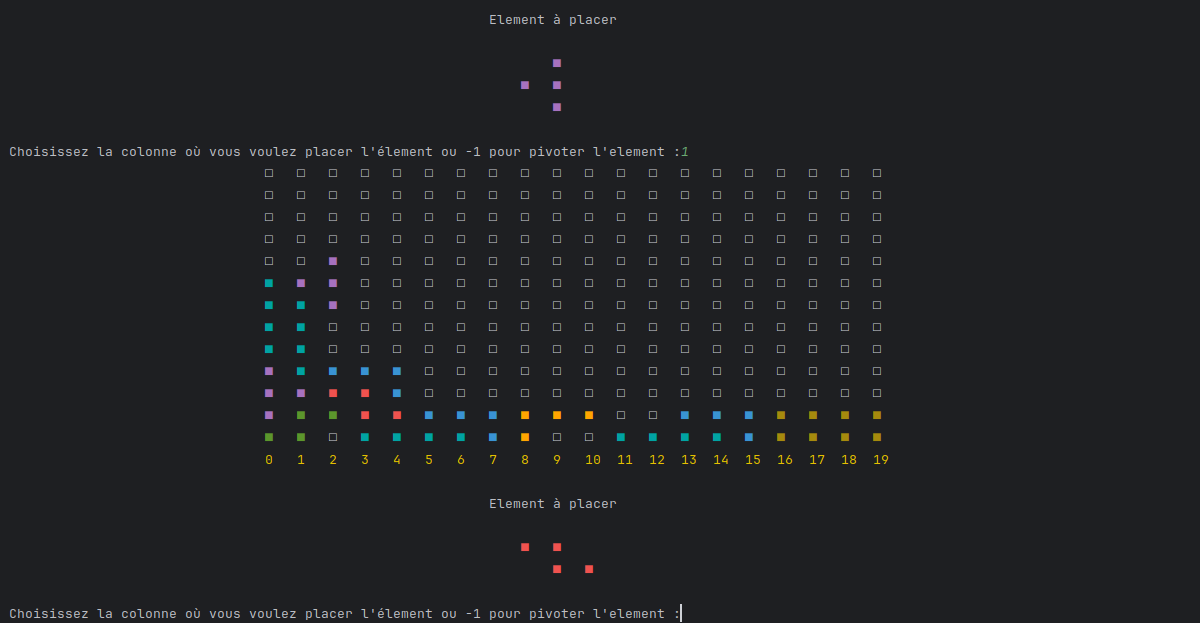 Element à placer
Choisissez la colonne où vous voulez placer l'élement ou -1 pour pivoter l'element :1
0 1 2 3 4 5 6 7 8 9 10 11 12 13 14 15 16 17 18 19
Element à placer
Choisissez la colonne où vous voulez placer l'élement ou -1 pour pivoter l'element :